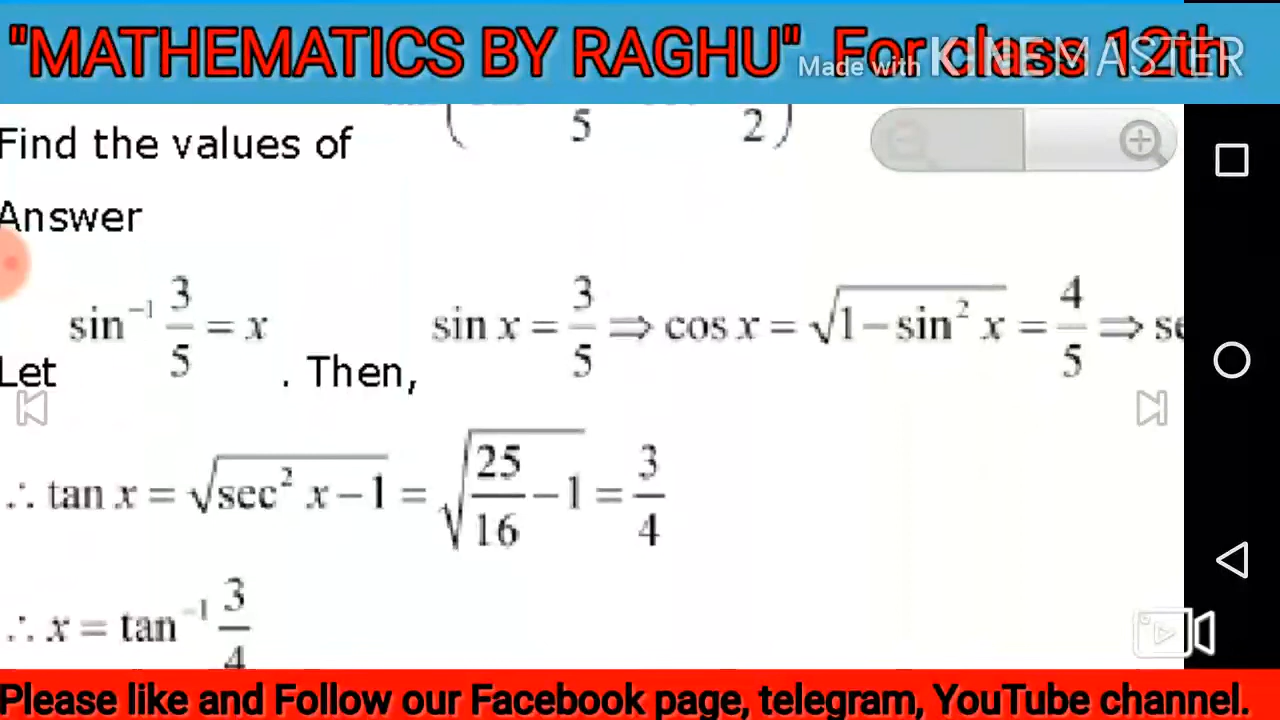 "MATHEMATICS BY RAGHU" For class 12th
Made with KINEMASTER
( 5 2 )
Find the values of
Answer
Let sin⁻¹ 3/5 = x . Then, sin x = 3/5 ⇒ cos x = √(1 − sin² x) = 4/5 ⇒ se
∴ tan x = √(sec² x − 1) = √(25/16 − 1) = 3/4
∴ x = tan⁻¹ 3/4
Please like and Follow our Facebook page, telegram, YouTube channel.